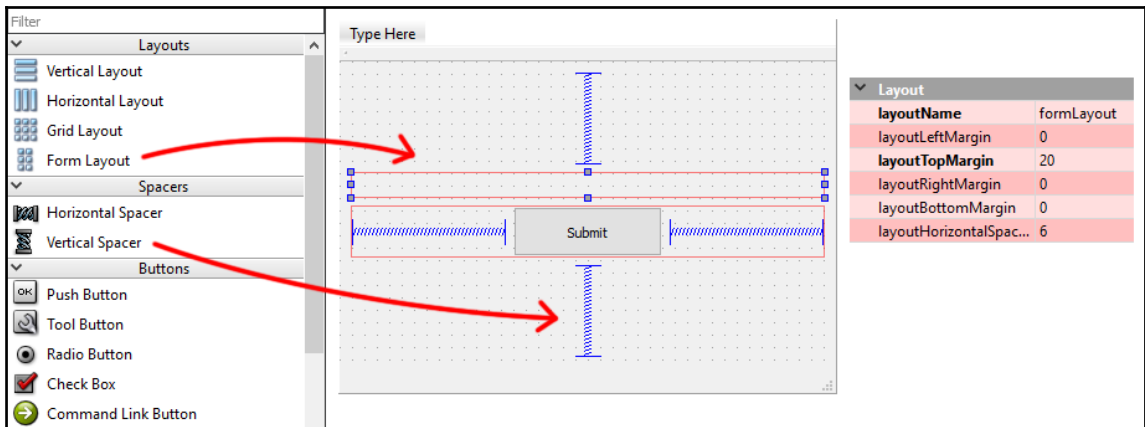 Filter
Layouts
Vertical Layout
Horizontal Layout
Grid Layout
Form Layout
Spacers
Horizontal Spacer
Vertical Spacer
Buttons
OK Push Button
Tool Button
Radio Button
Check Box
Command Link Button
Type Here
Submit
Layout
layoutName formLayout
layoutLeftMargin 0
layoutTopMargin 20
layoutRightMargin 0
layoutBottomMargin 0
layoutHorizontalSpac... 6